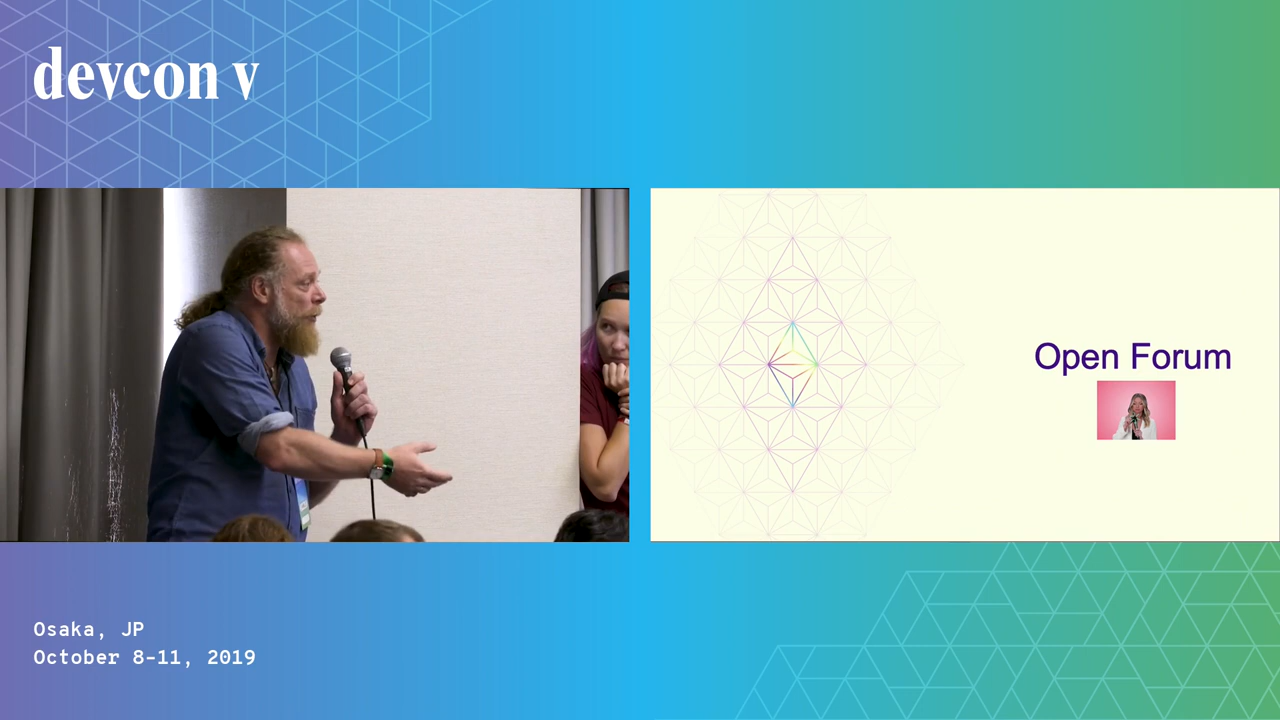 devcon v
Open Forum
Osaka, JP
October 8-11, 2019